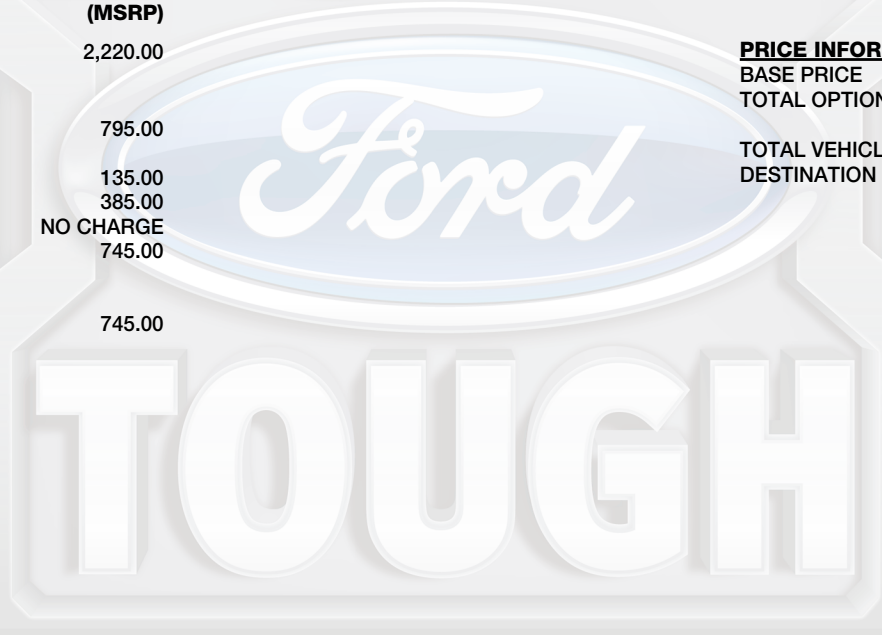 (MSRP)
2,220.00
795.00
135.00
385.00
NO CHARGE
745.00
745.00
PRICE INFOR
BASE PRICE
TOTAL OPTION
TOTAL VEHICL
DESTINATION
Ford
TOUGH